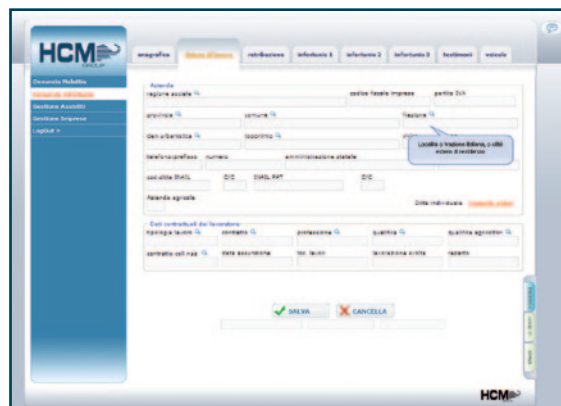 HCM
GROUP
anagrafica datore di lavoro retribuzione infortunio 1 infortunio 2 infortunio 3 testimoni veicolo
Denuncia Malattia
Denuncia Infortunio
Gestione Assistiti
Gestione Imprese
LogOut »
Azienda
ragione sociale codice fiscale impresa partita IVA
provincia comune frazione
den urbanistica toponimo
Località o frazione italiana, o città estera di residenza
telefono:prefisso numero amministrazione statale
cod.ditta INAIL C/C INAIL PAT C/C
Azienda agricola
Ditta individuale
Dati contrattuali del lavoratore
tipologia lavoro contratto professione qualifica qualifica agricoltori
contratto coll naz data assunzione lavorazione svolta reparto
SALVA CANCELLA
HCM